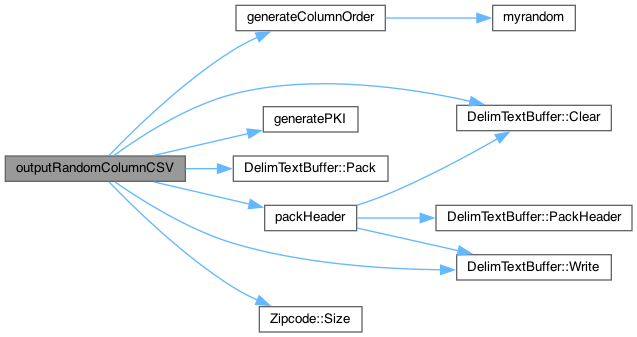 generateColumnOrder
myrandom
DelimTextBuffer::Clear
generatePKI
outputRandomColumnCSV
DelimTextBuffer::Pack
packHeader
DelimTextBuffer::PackHeader
DelimTextBuffer::Write
Zipcode::Size